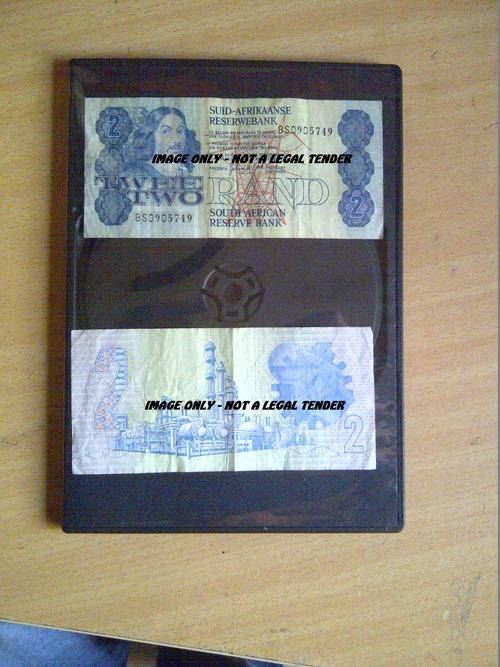 2
SUID-AFRIKAANSE
RESERWEBANK
BS0905749
IMAGE ONLY - NOT A LEGAL TENDER
TWEE
TWO
RAND
2
BS0905749
SOUTH AFRICAN
RESERVE BANK
2
IMAGE ONLY - NOT A LEGAL TENDER
2